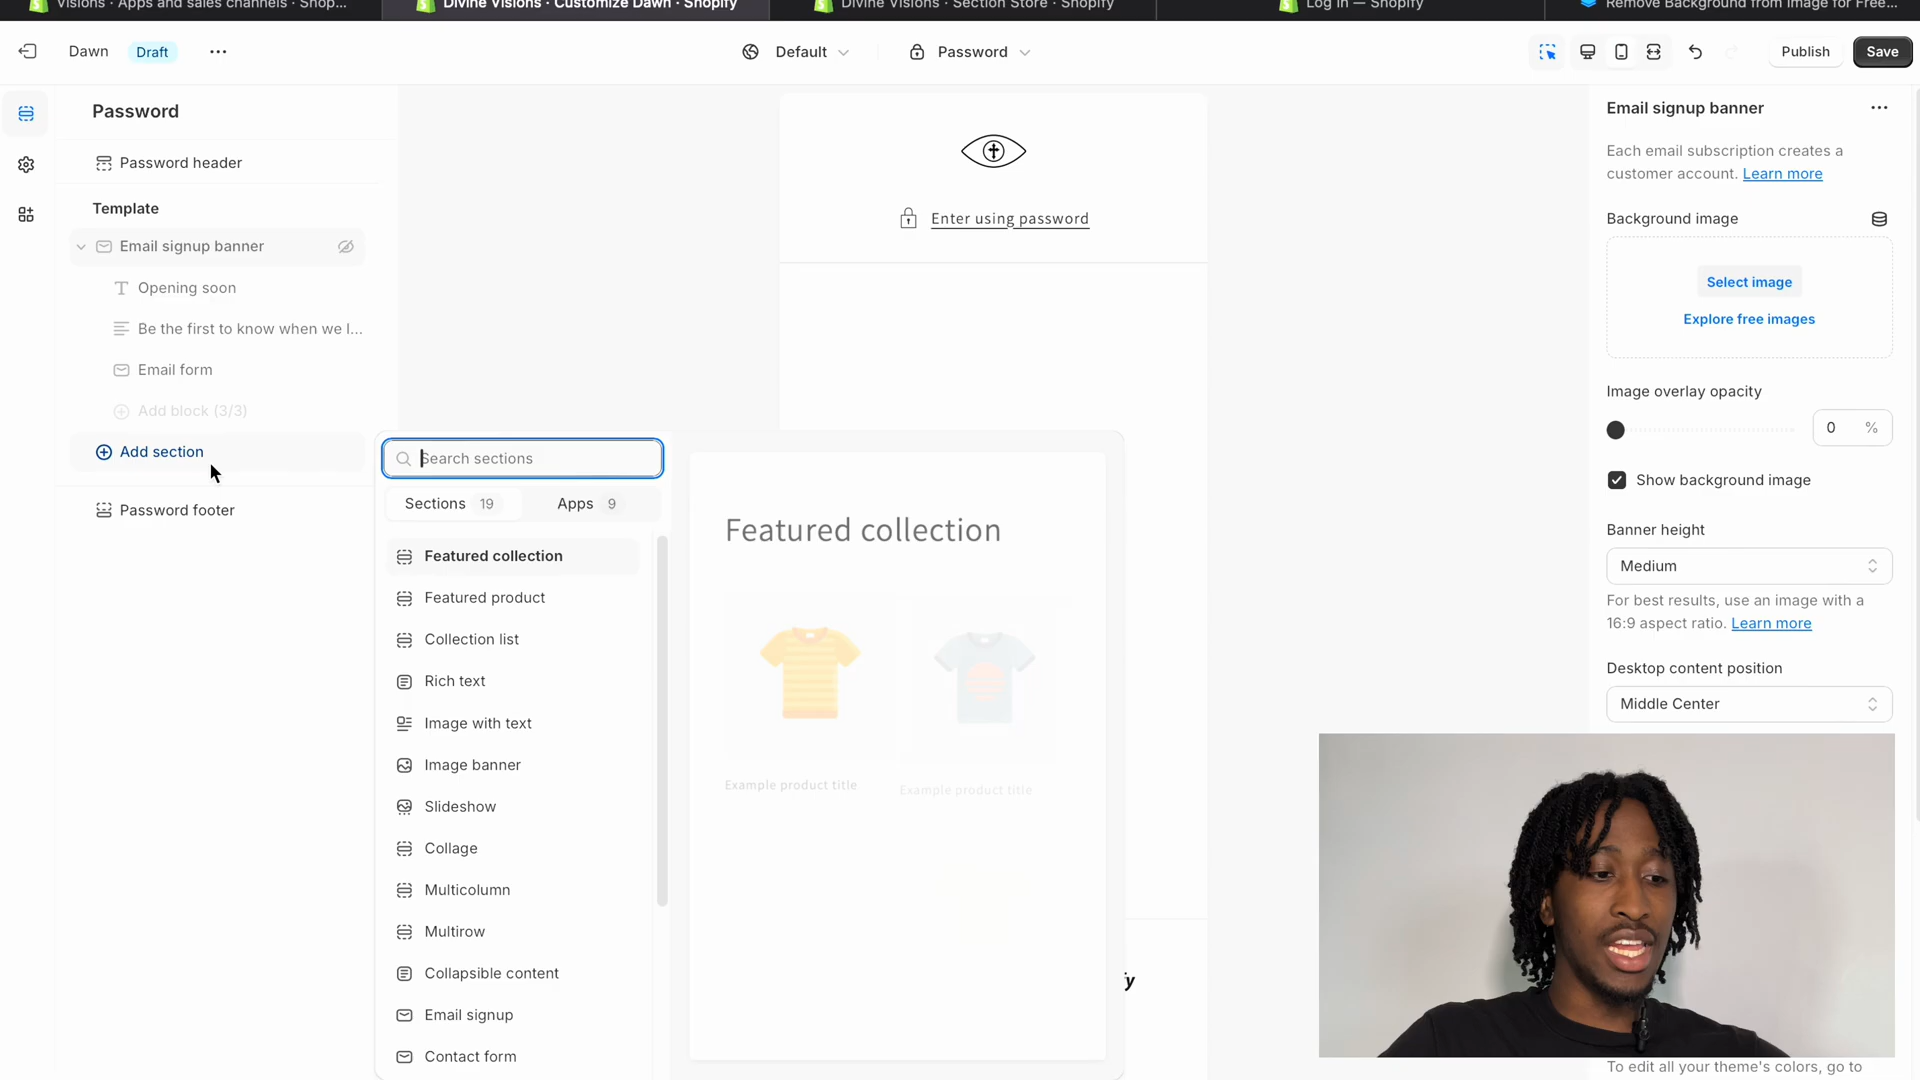 Visions · Apps and sales channels · Shop...
Divine Visions · Customize Dawn · Shopify
Divine Visions · Section Store · Shopify
Log in — Shopify
Remove Background from Image for Free...
Dawn
Draft
Default
Password
Publish
Save
Password
Password header
Template
Email signup banner
Opening soon
Be the first to know when we l...
Email form
Add block (3/3)
Add section
Password footer
Enter using password
Search sections
Sections 19
Apps 9
Featured collection
Featured product
Collection list
Rich text
Image with text
Image banner
Slideshow
Collage
Multicolumn
Multirow
Collapsible content
Email signup
Contact form
Featured collection
Example product title
Example product title
fy
Email signup banner
Each email subscription creates a
customer account. Learn more
Background image
Select image
Explore free images
Image overlay opacity
0 %
Show background image
Banner height
Medium
For best results, use an image with a
16:9 aspect ratio. Learn more
Desktop content position
Middle Center
To edit all your theme's colors, go to